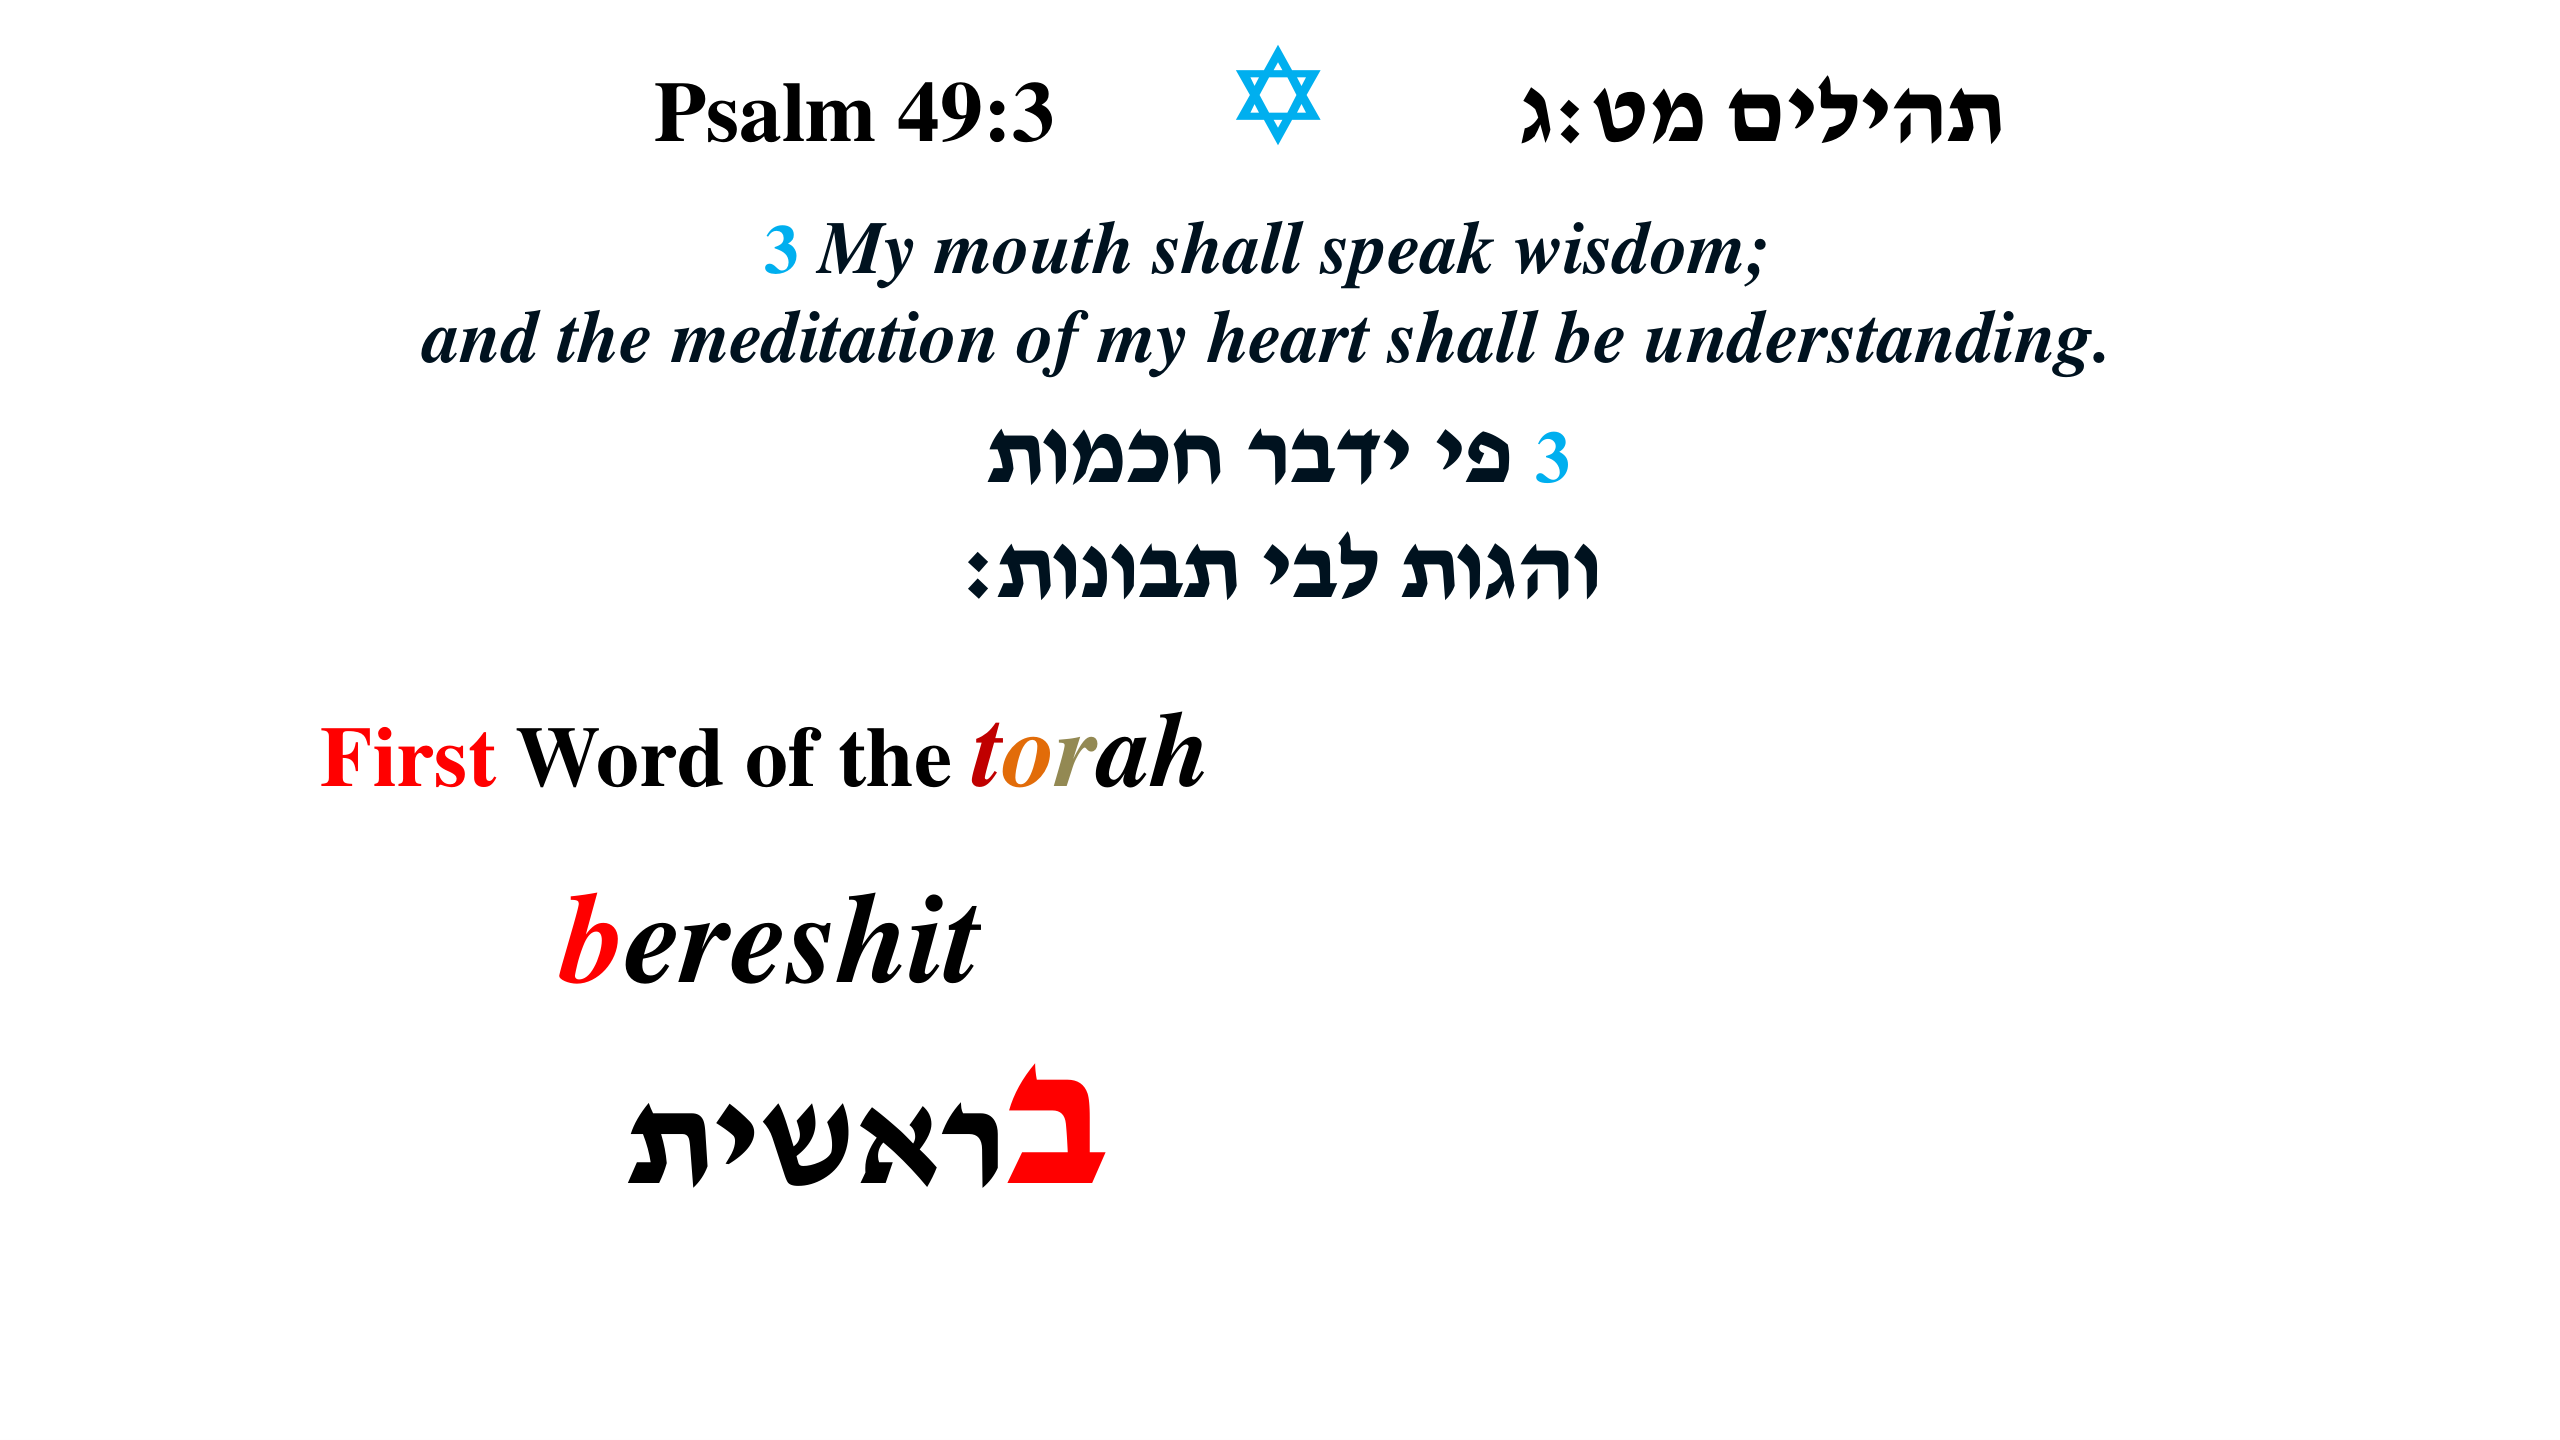 Psalm 49:3 ✡ תהילים מט:ג
3 My mouth shall speak wisdom;
and the meditation of my heart shall be understanding.
3 פי ידבר חכמות
והגות לבי תבונות:
First Word of the torah
bereshit
בראשית